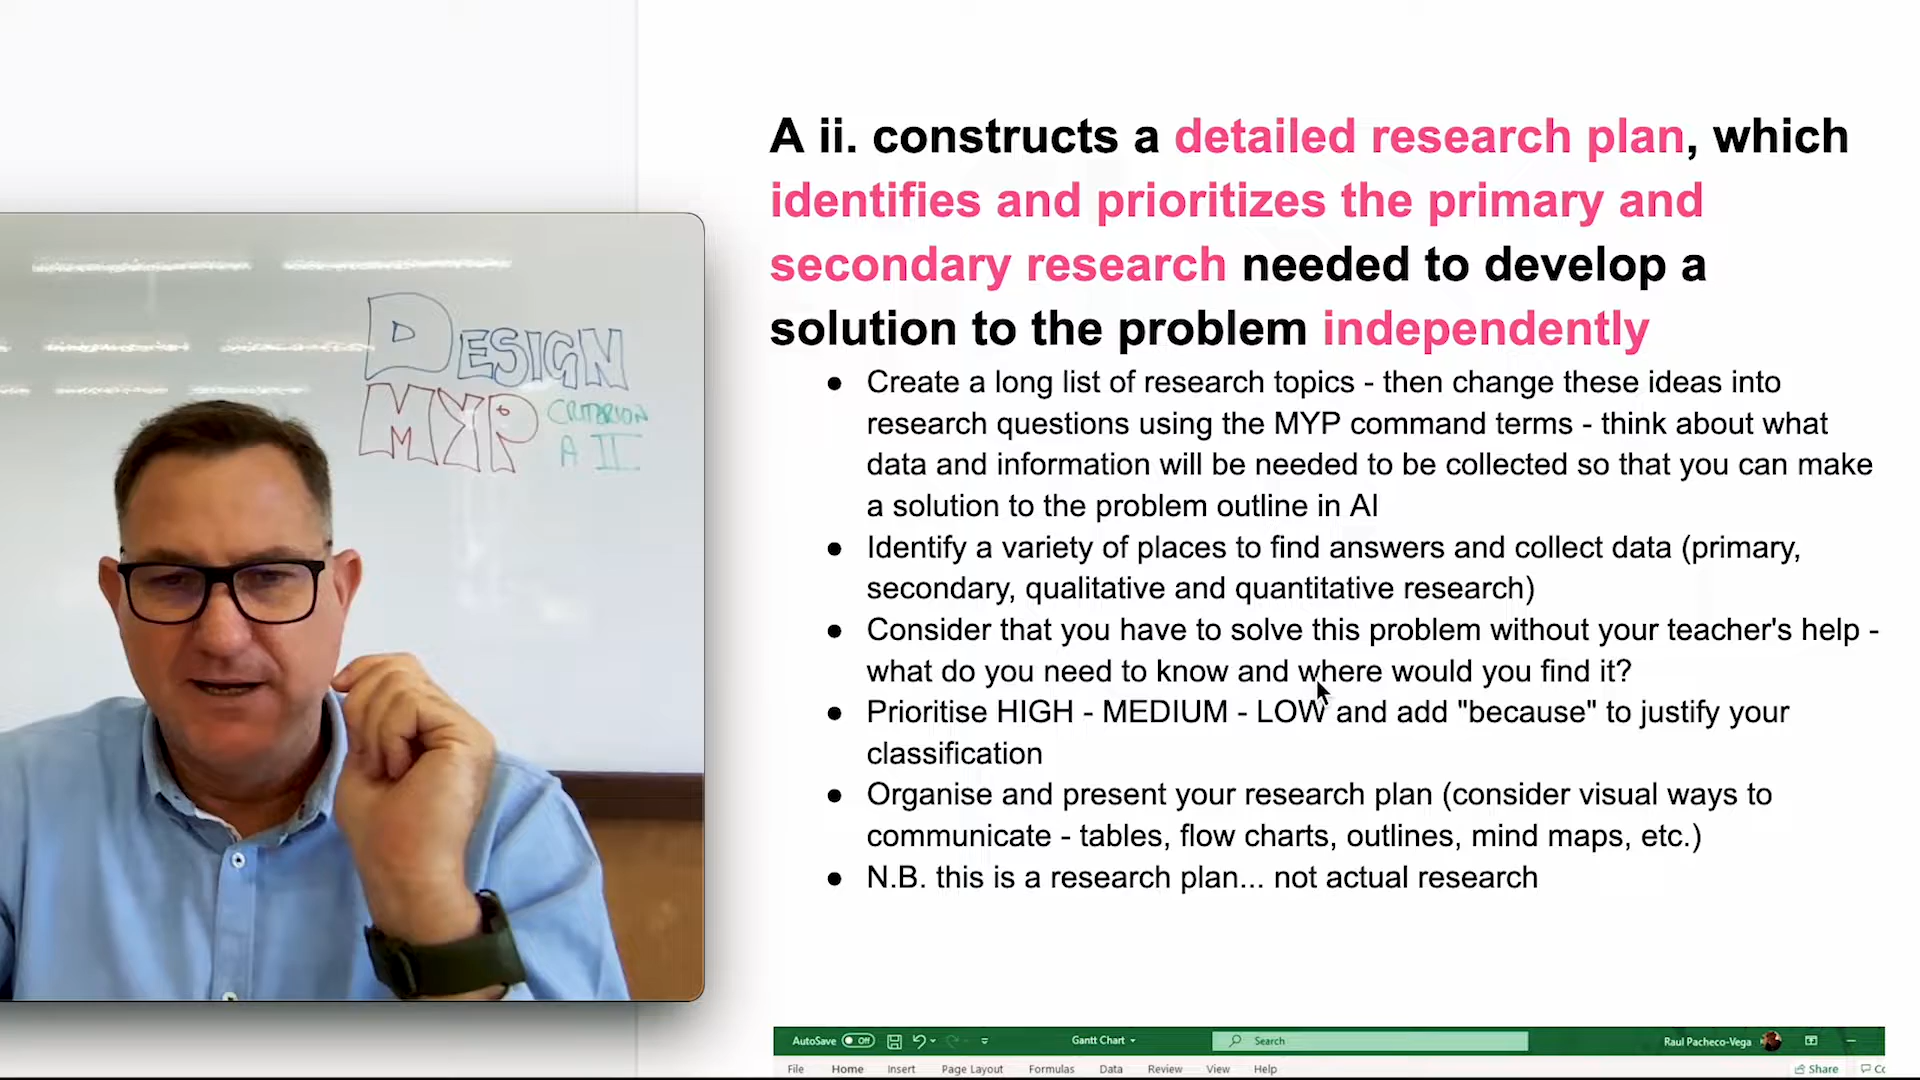 DESIGN
MYP CRITERION
A II
A ii. constructs a detailed research plan, which
identifies and prioritizes the primary and
secondary research needed to develop a
solution to the problem independently
● Create a long list of research topics - then change these ideas into
research questions using the MYP command terms - think about what
data and information will be needed to be collected so that you can make
a solution to the problem outline in AI
● Identify a variety of places to find answers and collect data (primary,
secondary, qualitative and quantitative research)
● Consider that you have to solve this problem without your teacher's help -
what do you need to know and where would you find it?
● Prioritise HIGH - MEDIUM - LOW and add "because" to justify your
classification
● Organise and present your research plan (consider visual ways to
communicate - tables, flow charts, outlines, mind maps, etc.)
● N.B. this is a research plan... not actual research
AutoSave Off Gantt Chart Search Raul Pacheco-Vega
File Home Insert Page Layout Formulas Data Review View Help Share